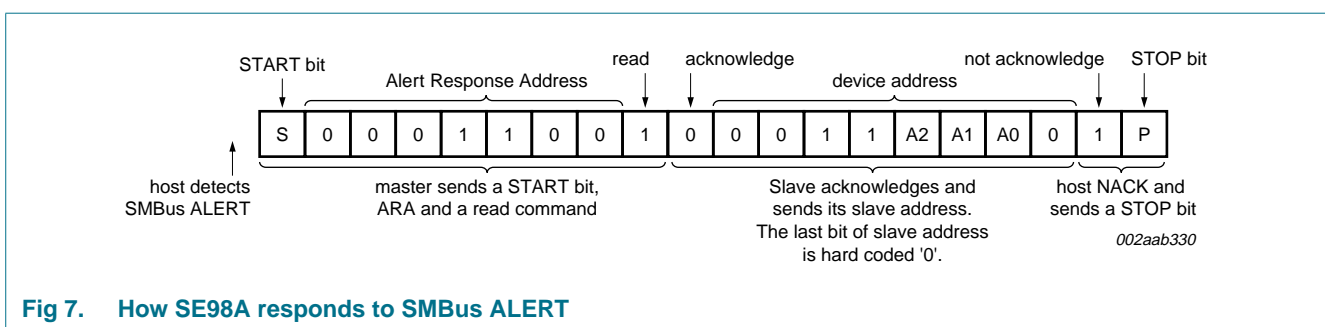 START bit
Alert Response Address
read
acknowledge
device address
not acknowledge
STOP bit
S 0 0 0 1 1 0 0 1 0 0 0 1 1 A2 A1 A0 0 1 P
host detects
SMBus ALERT
master sends a START bit,
ARA and a read command
Slave acknowledges and
sends its slave address.
The last bit of slave address
is hard coded '0'.
host NACK and
sends a STOP bit
002aab330
Fig 7. How SE98A responds to SMBus ALERT